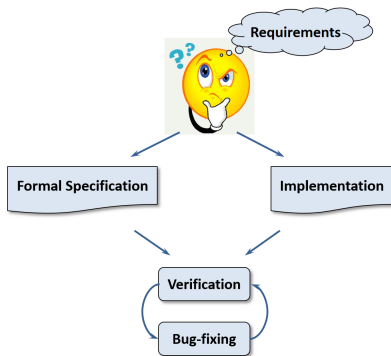 Requirements
??
Formal Specification
Implementation
Verification
Bug-fixing